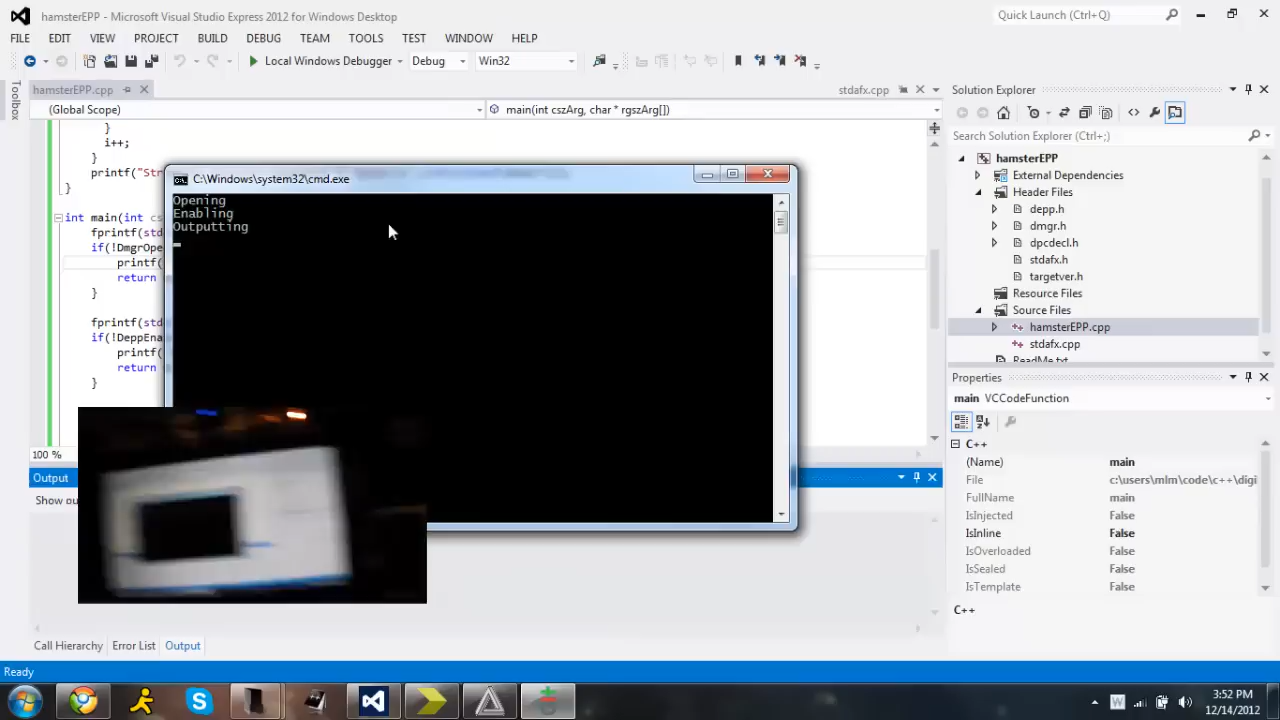 hamsterEPP - Microsoft Visual Studio Express 2012 for Windows Desktop
Quick Launch (Ctrl+Q)
FILE EDIT VIEW PROJECT BUILD DEBUG TEAM TOOLS TEST WINDOW HELP
Local Windows Debugger Debug Win32
Toolbox
hamsterEPP.cpp
stdafx.cpp
(Global Scope)
main(int cszArg, char * rgszArg[])
}
i++;
}
printf("Str
}
int main(int cs
fprintf(std
if(!DmgrOpe
printf(
return
}
fprintf(std
if(!DeppEna
printf(
return
}
100 %
C:\Windows\system32\cmd.exe
Opening
Enabling
Outputting
Output
Show ou
Call Hierarchy Error List Output
Ready
Solution Explorer
Search Solution Explorer (Ctrl+;)
hamsterEPP
External Dependencies
Header Files
depp.h
dmgr.h
dpcdecl.h
stdafx.h
targetver.h
Resource Files
Source Files
hamsterEPP.cpp
stdafx.cpp
ReadMe.txt
Properties
main VCCodeFunction
C++
(Name) main
File c:\users\mlm\code\c++\digi
FullName main
IsInjected False
IsInline False
IsOverloaded False
IsSealed False
IsTemplate False
C++
3:52 PM
12/14/2012